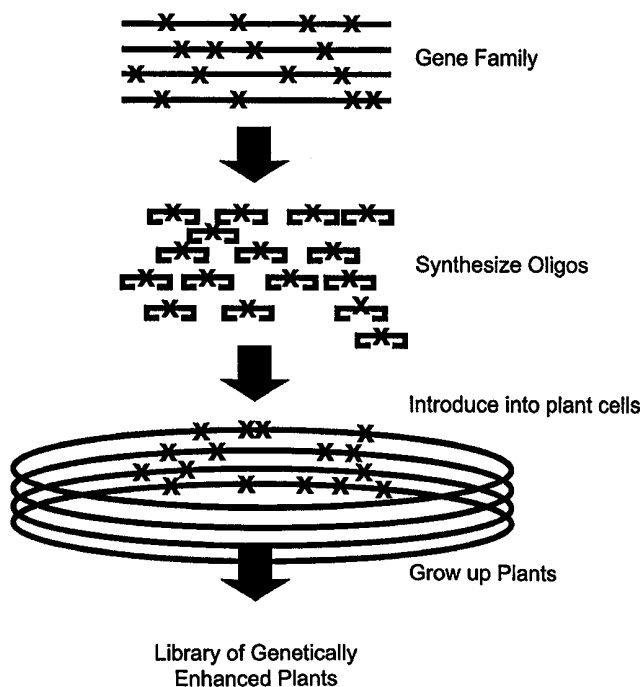 Gene Family
Synthesize Oligos
Introduce into plant cells
Grow up Plants
Library of Genetically
Enhanced Plants